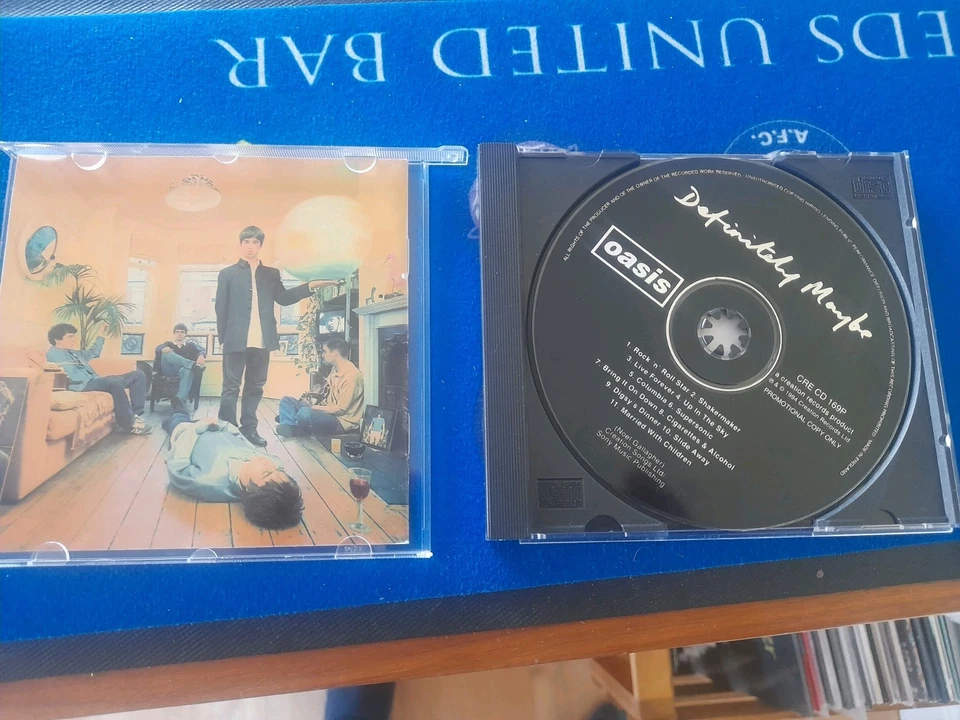 EDS UNITED BAR
A.F.C.
ALL RIGHTS OF THE PRODUCER AND OF THE OWNER OF THE RECORDED WORK RESERVED
MADE IN ENGLAND
Definitely Maybe
oasis
CRE CD 169P
a creation records product
℗ & © 1994 Creation Records Ltd
PROMOTIONAL COPY ONLY
1. Rock 'n' Roll Star 2. Shakermaker
3. Live Forever 4. Up In The Sky
5. Columbia 6. Supersonic
7. Bring It On Down 8. Cigarettes & Alcohol
9. Digsy's Dinner 10. Slide Away
11. Married With Children
(Noel Gallagher)
Creation Songs Ltd.
Sony Music Publishing